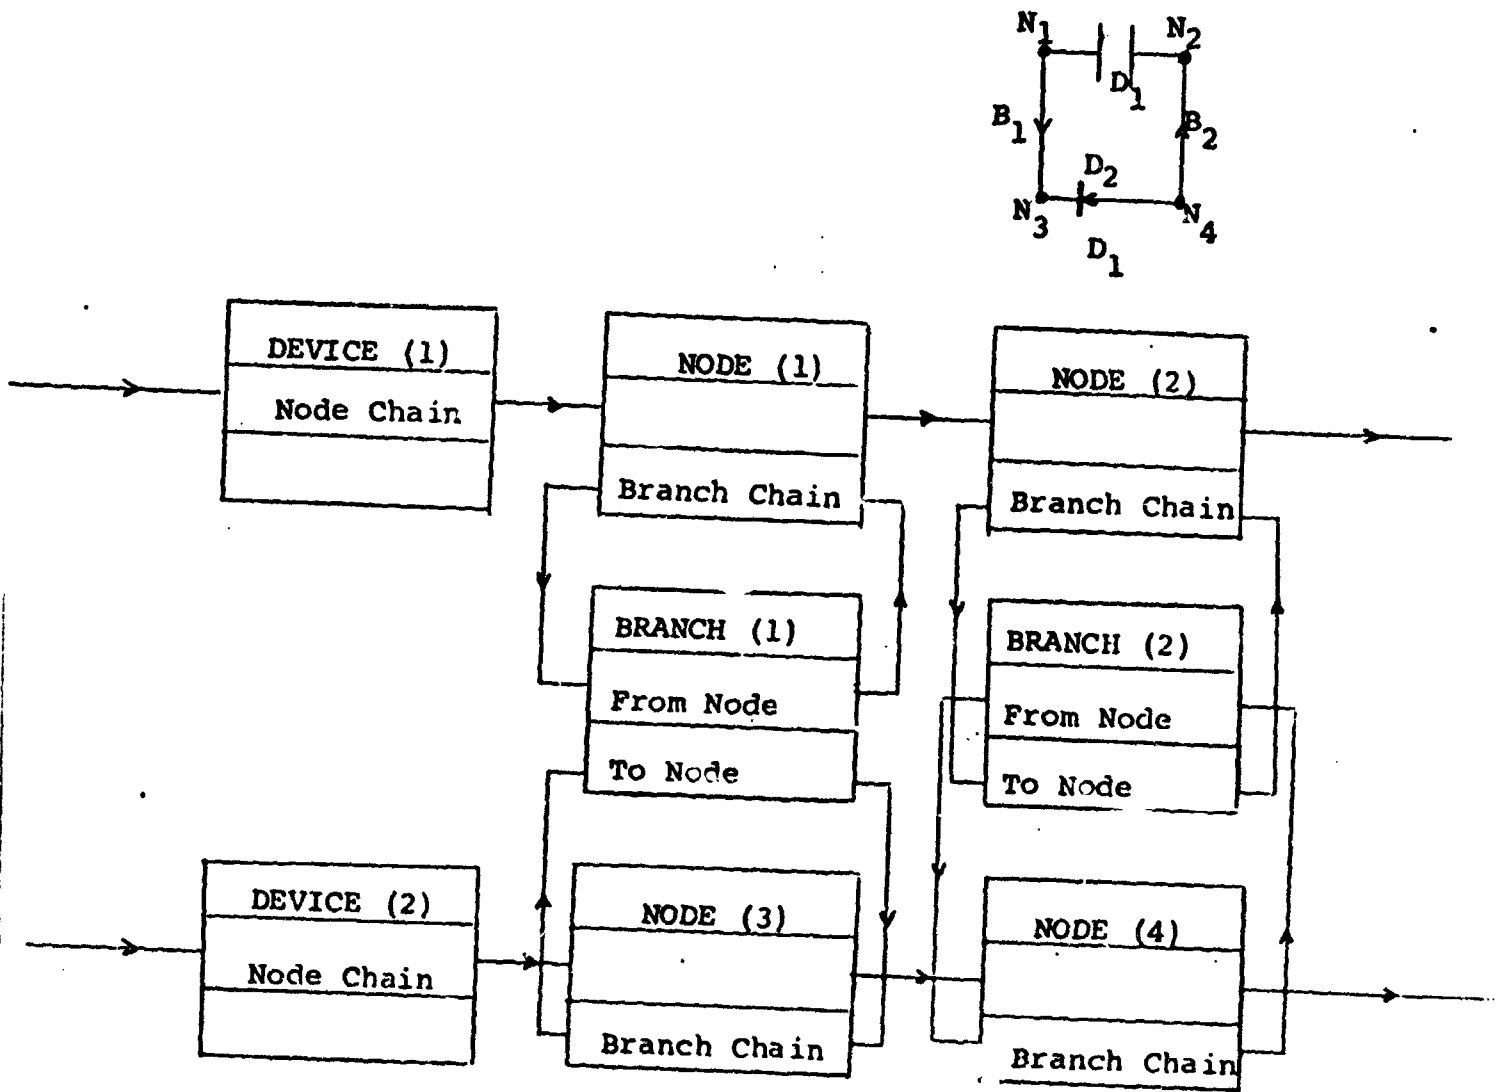 N1 N2
D1
B1 B2
D2
N3 N4
D1
DEVICE (1) NODE (1) NODE (2)
Node Chain
Branch Chain Branch Chain
BRANCH (1) BRANCH (2)
From Node From Node
To Node To Node
DEVICE (2) NODE (3) NODE (4)
Node Chain
Branch Chain Branch Chain